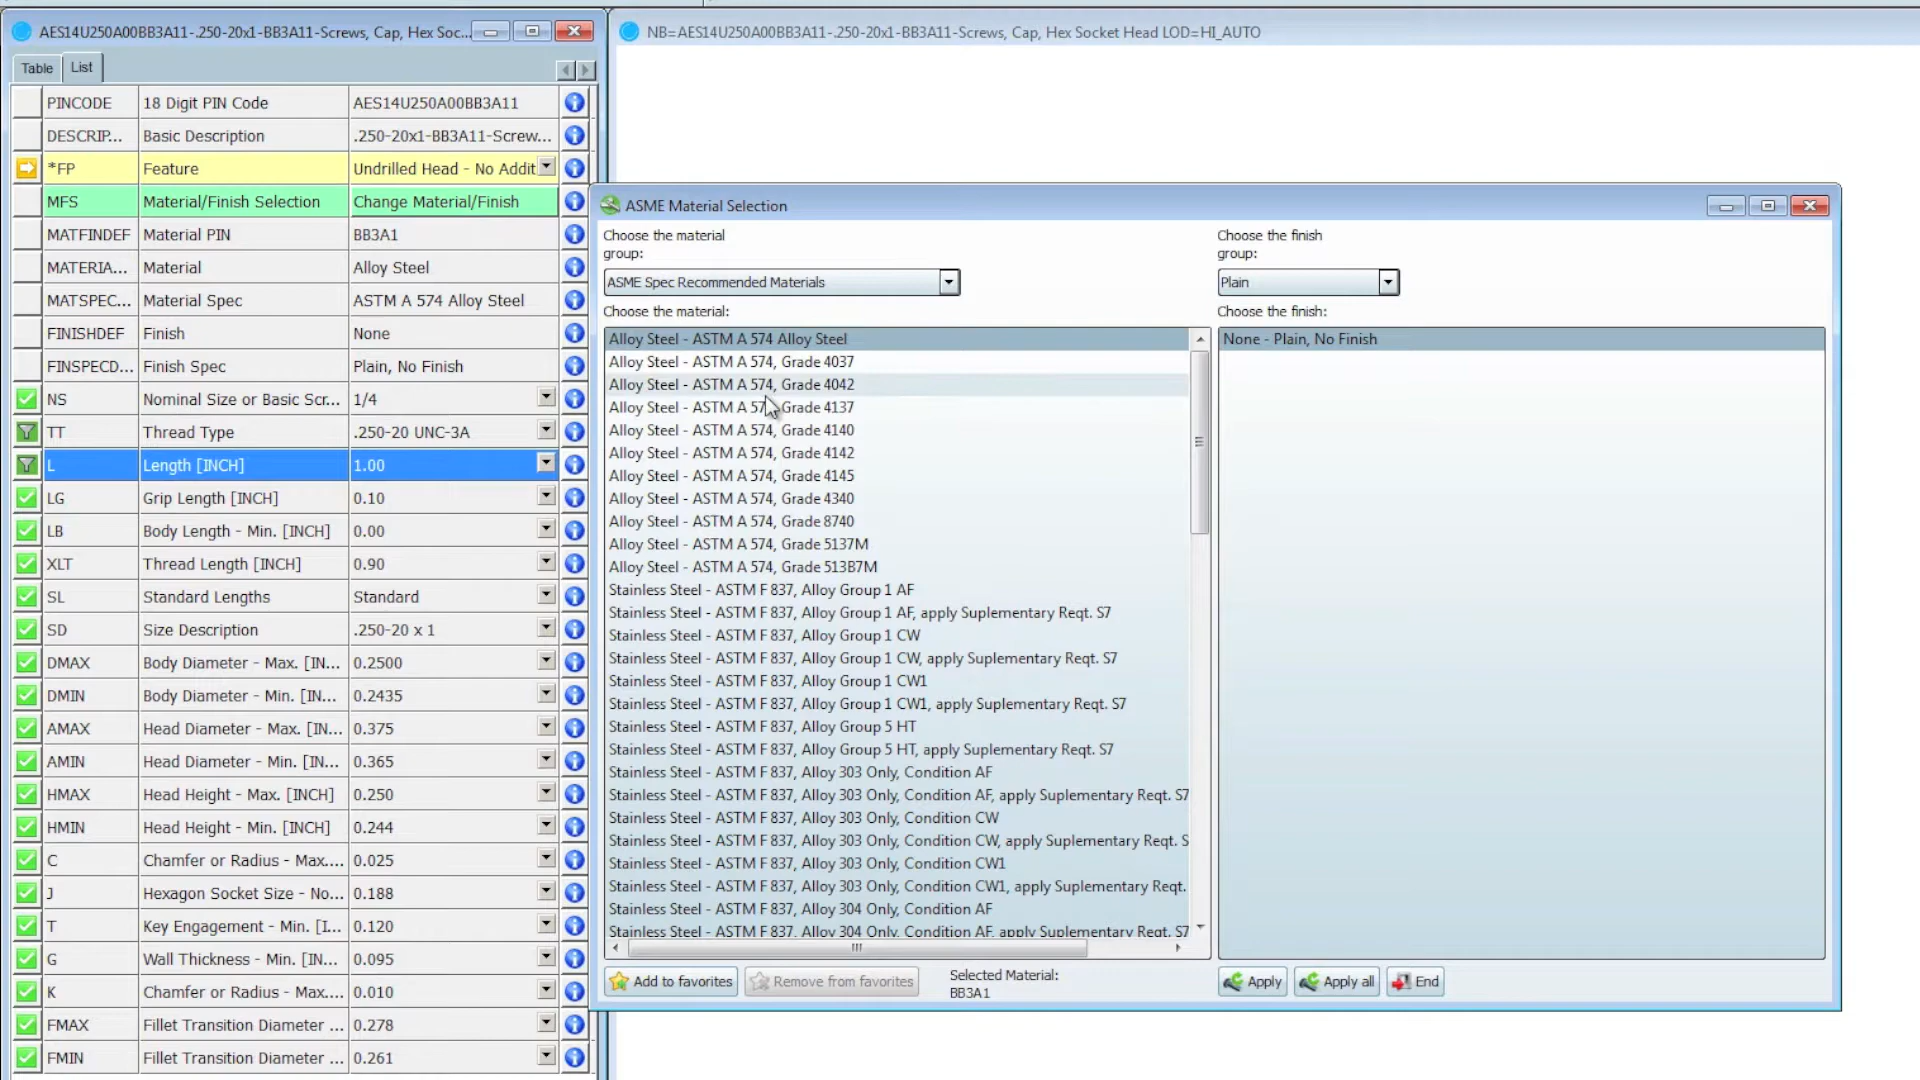 AES14U250A00BB3A11-.250-20x1-BB3A11-Screws, Cap, Hex Soc...
NB=AES14U250A00BB3A11-.250-20x1-BB3A11-Screws, Cap, Hex Socket Head LOD=HI_AUTO
Table List
PINCODE 18 Digit PIN Code AES14U250A00BB3A11
DESCRIP... Basic Description .250-20x1-BB3A11-Screw...
*FP Feature Undrilled Head - No Addit
MFS Material/Finish Selection Change Material/Finish
MATFINDEF Material PIN BB3A1
MATERIA... Material Alloy Steel
MATSPEC... Material Spec ASTM A 574 Alloy Steel
FINISHDEF Finish None
FINSPECD... Finish Spec Plain, No Finish
NS Nominal Size or Basic Scr... 1/4
TT Thread Type .250-20 UNC-3A
L Length [INCH] 1.00
LG Grip Length [INCH] 0.10
LB Body Length - Min. [INCH] 0.00
XLT Thread Length [INCH] 0.90
SL Standard Lengths Standard
SD Size Description .250-20 x 1
DMAX Body Diameter - Max. [IN... 0.2500
DMIN Body Diameter - Min. [IN... 0.2435
AMAX Head Diameter - Max. [IN... 0.375
AMIN Head Diameter - Min. [IN... 0.365
HMAX Head Height - Max. [INCH] 0.250
HMIN Head Height - Min. [INCH] 0.244
C Chamfer or Radius - Max.... 0.025
J Hexagon Socket Size - No... 0.188
T Key Engagement - Min. [I... 0.120
G Wall Thickness - Min. [IN... 0.095
K Chamfer or Radius - Max.... 0.010
FMAX Fillet Transition Diameter ... 0.278
FMIN Fillet Transition Diameter ... 0.261
ASME Material Selection
Choose the material
group:
ASME Spec Recommended Materials
Choose the material:
Alloy Steel - ASTM A 574 Alloy Steel
Alloy Steel - ASTM A 574, Grade 4037
Alloy Steel - ASTM A 574, Grade 4042
Alloy Steel - ASTM A 574, Grade 4137
Alloy Steel - ASTM A 574, Grade 4140
Alloy Steel - ASTM A 574, Grade 4142
Alloy Steel - ASTM A 574, Grade 4145
Alloy Steel - ASTM A 574, Grade 4340
Alloy Steel - ASTM A 574, Grade 8740
Alloy Steel - ASTM A 574, Grade 5137M
Alloy Steel - ASTM A 574, Grade 513B7M
Stainless Steel - ASTM F 837, Alloy Group 1 AF
Stainless Steel - ASTM F 837, Alloy Group 1 AF, apply Suplementary Reqt. S7
Stainless Steel - ASTM F 837, Alloy Group 1 CW
Stainless Steel - ASTM F 837, Alloy Group 1 CW, apply Suplementary Reqt. S7
Stainless Steel - ASTM F 837, Alloy Group 1 CW1
Stainless Steel - ASTM F 837, Alloy Group 1 CW1, apply Suplementary Reqt. S7
Stainless Steel - ASTM F 837, Alloy Group 5 HT
Stainless Steel - ASTM F 837, Alloy Group 5 HT, apply Suplementary Reqt. S7
Stainless Steel - ASTM F 837, Alloy 303 Only, Condition AF
Stainless Steel - ASTM F 837, Alloy 303 Only, Condition AF, apply Suplementary Reqt. S7
Stainless Steel - ASTM F 837, Alloy 303 Only, Condition CW
Stainless Steel - ASTM F 837, Alloy 303 Only, Condition CW, apply Suplementary Reqt. S
Stainless Steel - ASTM F 837, Alloy 303 Only, Condition CW1
Stainless Steel - ASTM F 837, Alloy 303 Only, Condition CW1, apply Suplementary Reqt.
Stainless Steel - ASTM F 837, Alloy 304 Only, Condition AF
Stainless Steel - ASTM F 837, Alloy 304 Only, Condition AF, apply Suplementary Reqt. S7
Choose the finish
group:
Plain
Choose the finish:
None - Plain, No Finish
Add to favorites Remove from favorites
Selected Material:
BB3A1
Apply Apply all End